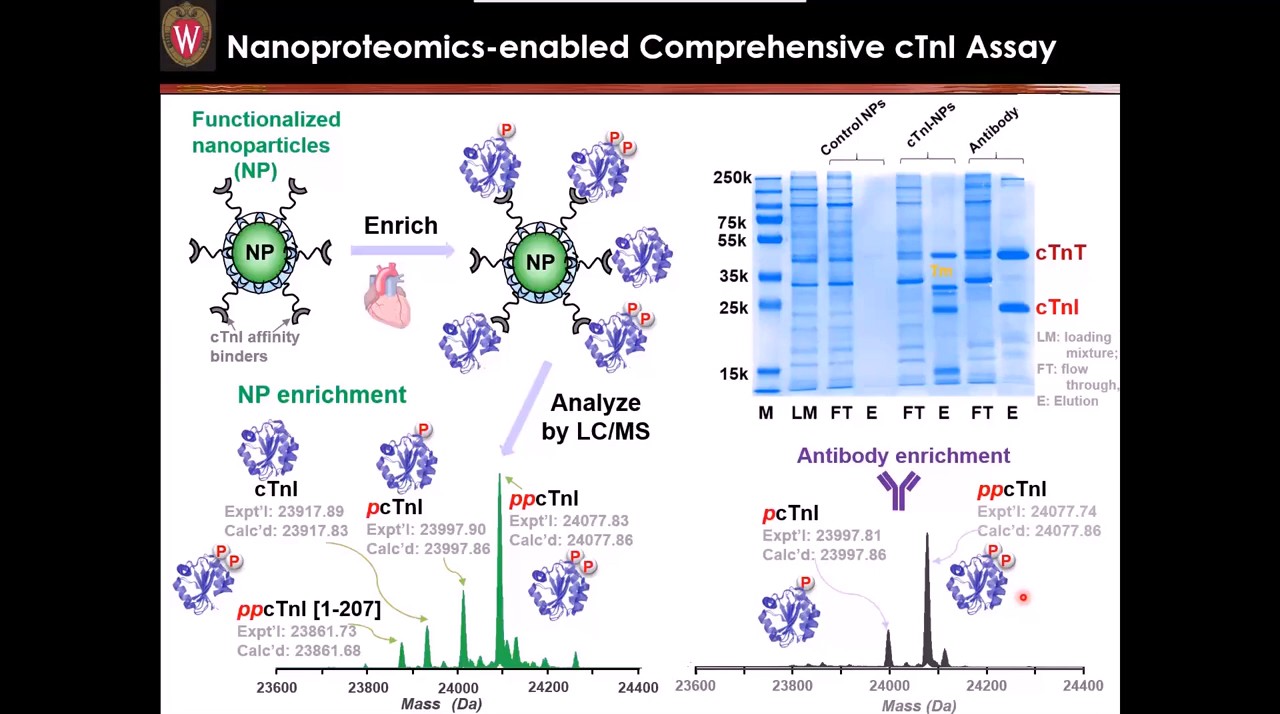 W
Nanoproteomics-enabled Comprehensive cTnI Assay
Functionalized
nanoparticles
(NP)
NP
cTnI affinity
binders
Enrich
P
P
P
NP
P
P
Analyze
by LC/MS
NP enrichment
cTnI
Expt'l: 23917.89
Calc'd: 23917.83
P
pcTnI
Expt'l: 23997.90
Calc'd: 23997.86
ppcTnI
Expt'l: 24077.83
Calc'd: 24077.86
P
P
P
P
ppcTnI [1-207]
Expt'l: 23861.73
Calc'd: 23861.68
23600
23800
24000
24200
24400
Mass (Da)
Control NPs
cTnI-NPs
Antibody
250k
75k
55k
35k
25k
15k
Tm
cTnT
cTnI
LM: loading
mixture;
FT: flow
through,
E: Elution
M
LM
FT
E
FT
E
FT
E
Antibody enrichment
pcTnI
Expt'l: 23997.81
Calc'd: 23997.86
P
ppcTnI
Expt'l: 24077.74
Calc'd: 24077.86
P
P
23600
23800
24000
24200
24400
Mass (Da)